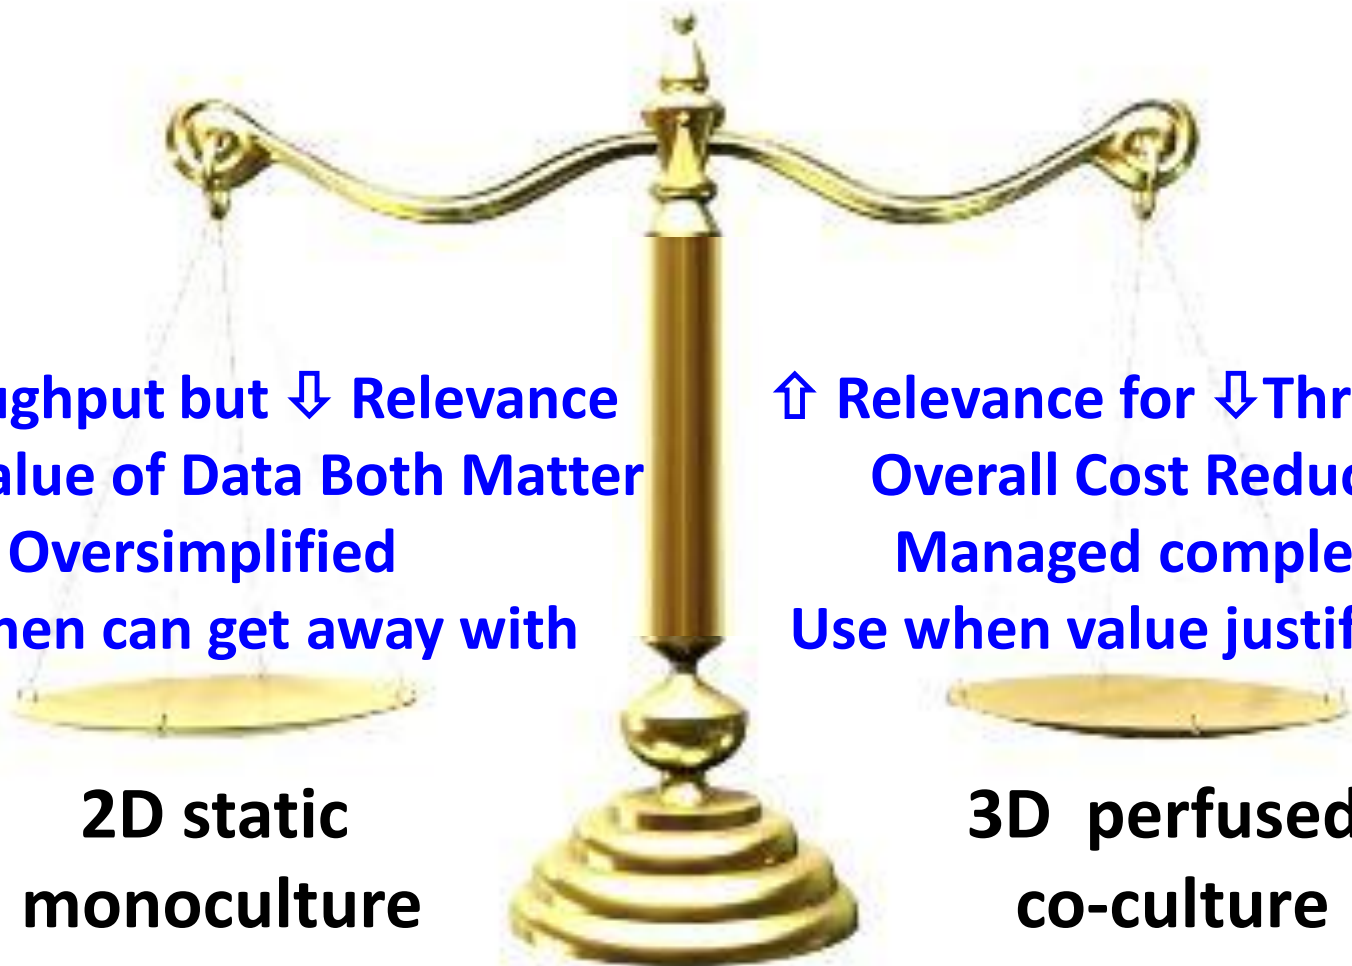 ughput but ⇩ Relevance
alue of Data Both Matter
Oversimplified
hen can get away with
2D static
monoculture
⇧ Relevance for ⇩Thr
Overall Cost Reduc
Managed comple
Use when value justif
3D perfused
co-culture